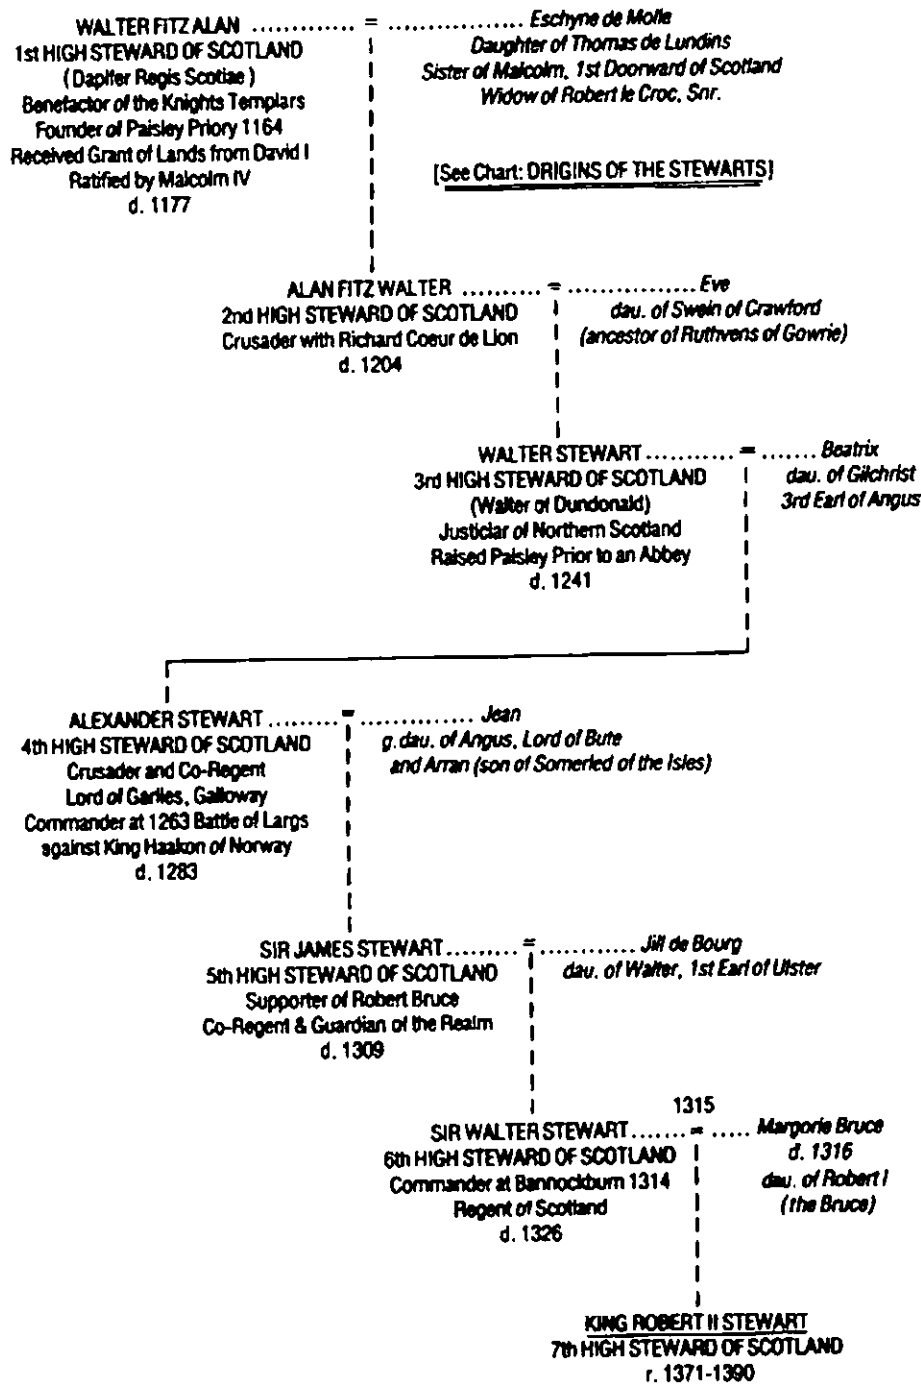 WALTER FITZ ALAN .................... = .................... Eschyne de Molle
1st HIGH STEWARD OF SCOTLAND
(Dapifer Regis Scotiae)
Benefactor of the Knights Templars
Founder of Paisley Priory 1164
Received Grant of Lands from David I
Ratified by Malcolm IV
d. 1177
Daughter of Thomas de Lundins
Sister of Malcolm, 1st Doorward of Scotland
Widow of Robert le Croc, Snr.
[See Chart: ORIGINS OF THE STEWARTS]
ALAN FITZ WALTER .......... = ................ Eve
2nd HIGH STEWARD OF SCOTLAND
Crusader with Richard Coeur de Lion
d. 1204
dau. of Swein of Crawford
(ancestor of Ruthvens of Gowrie)
WALTER STEWART ........... = ....... Beatrix
3rd HIGH STEWARD OF SCOTLAND
(Walter of Dundonald)
Justiciar of Northern Scotland
Raised Paisley Prior to an Abbey
d. 1241
dau. of Gilchrist
3rd Earl of Angus
ALEXANDER STEWART ......... = .............. Jean
4th HIGH STEWARD OF SCOTLAND
Crusader and Co-Regent
Lord of Garlies, Galloway
Commander at 1263 Battle of Largs
against King Haakon of Norway
d. 1283
g. dau. of Angus, Lord of Bute
and Arran (son of Somerled of the Isles)
SIR JAMES STEWART......... = ............ Jill de Bourg
5th HIGH STEWARD OF SCOTLAND
Supporter of Robert Bruce
Co-Regent & Guardian of the Realm
d. 1309
dau. of Walter, 1st Earl of Ulster
1315
SIR WALTER STEWART....... = ..... Margorie Bruce
6th HIGH STEWARD OF SCOTLAND
Commander at Bannockburn 1314
Regent of Scotland
d. 1326
d. 1316
dau. of Robert I
(the Bruce)
KING ROBERT II STEWART
7th HIGH STEWARD OF SCOTLAND
r. 1371-1390